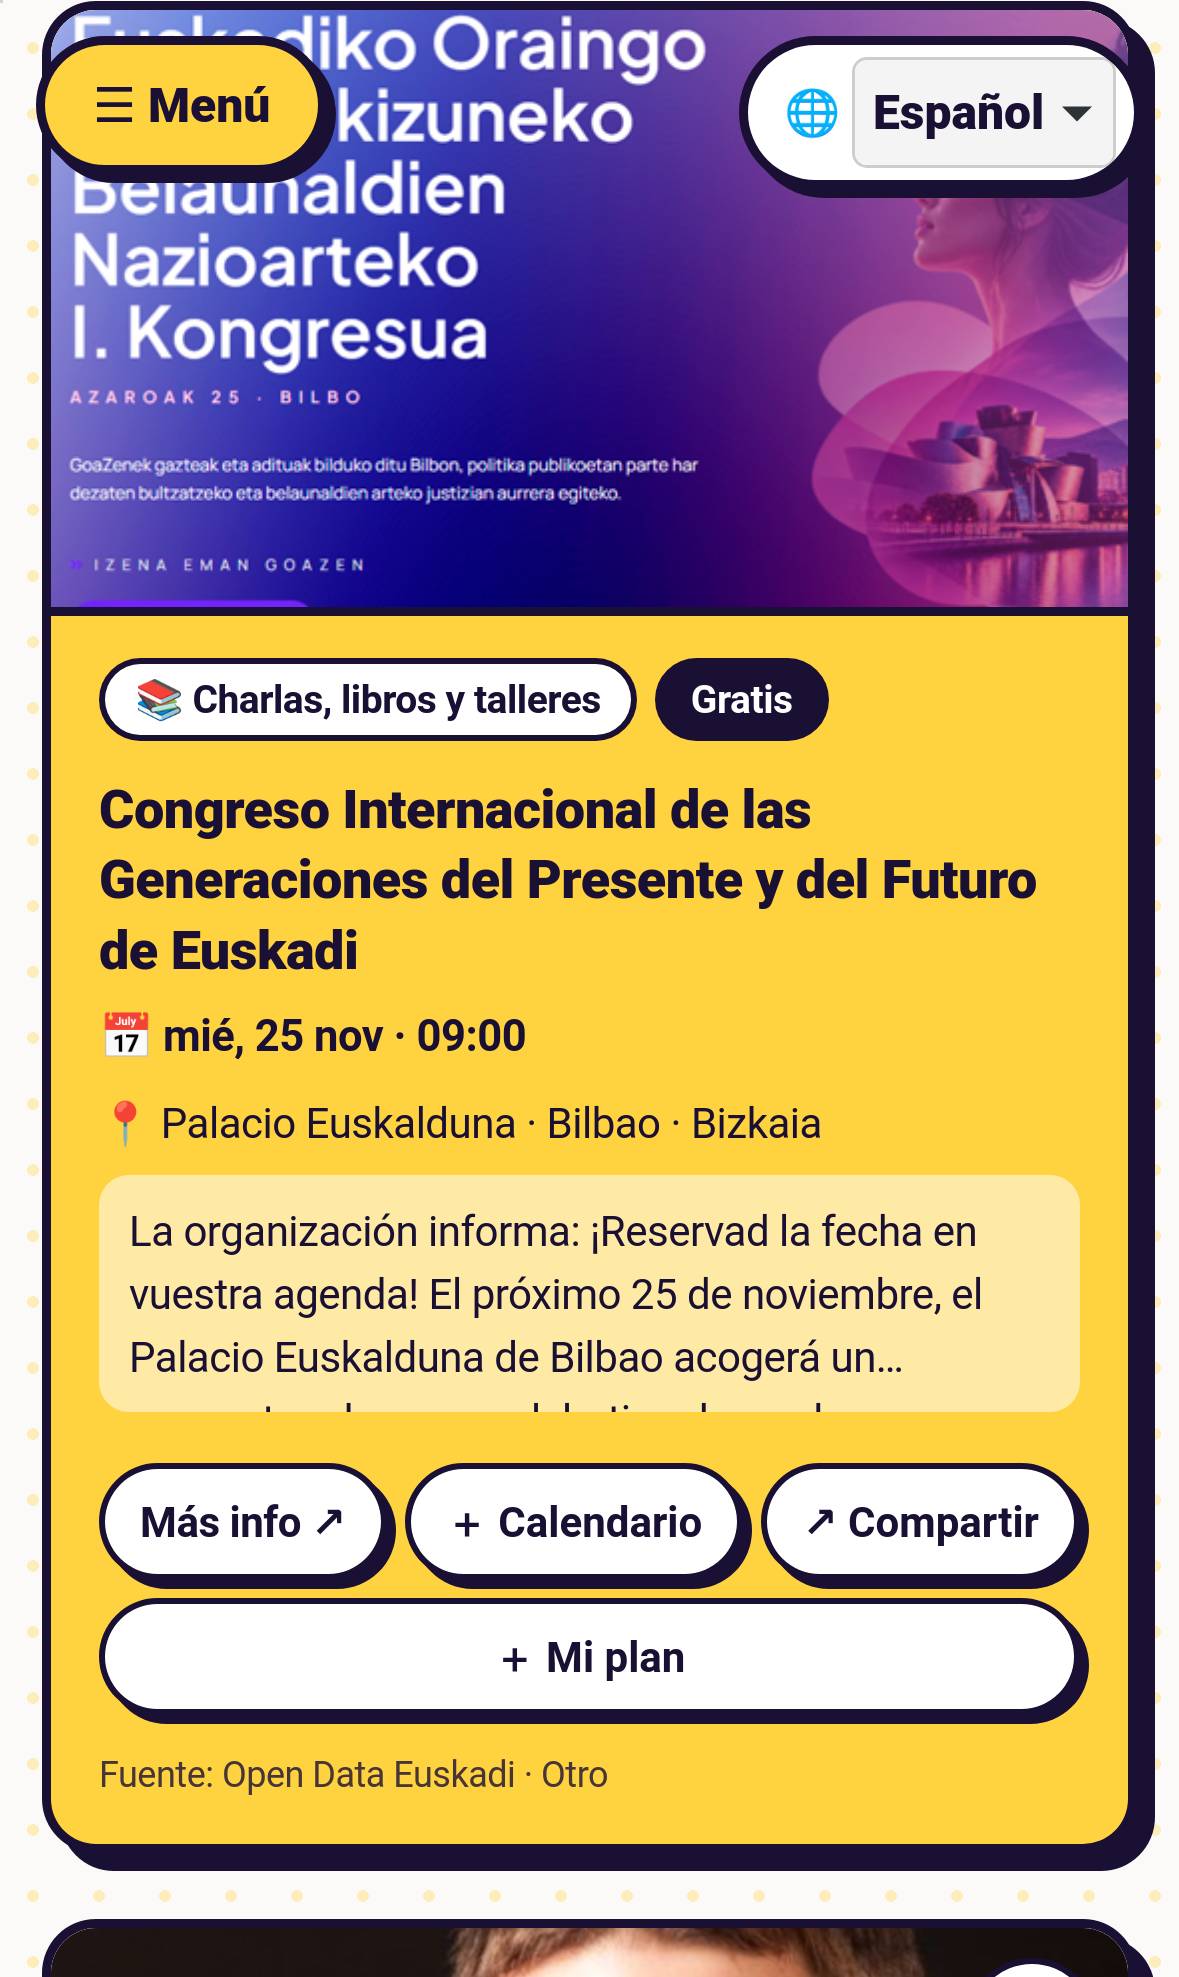 diko Oraingo
☰ Menú
🌐 Español
kizuneko
Belaunaldien
Nazioarteko
I. Kongresua
AZAROAK 25 · BILBO
GoaZenek gazteak eta adituak bilduko ditu Bilbon, politika publikoetan parte har
dezaten bultzatzeko eta belaunaldien arteko justizian aurrera egiteko.
» IZENA EMAN GOAZEN
📚 Charlas, libros y talleres
Gratis
Congreso Internacional de las
Generaciones del Presente y del Futuro
de Euskadi
📅 mié, 25 nov · 09:00
📍 Palacio Euskalduna · Bilbao · Bizkaia
La organización informa: ¡Reservad la fecha en
vuestra agenda! El próximo 25 de noviembre, el
Palacio Euskalduna de Bilbao acogerá un…
Más info ↗
+ Calendario
↗ Compartir
+ Mi plan
Fuente: Open Data Euskadi · Otro